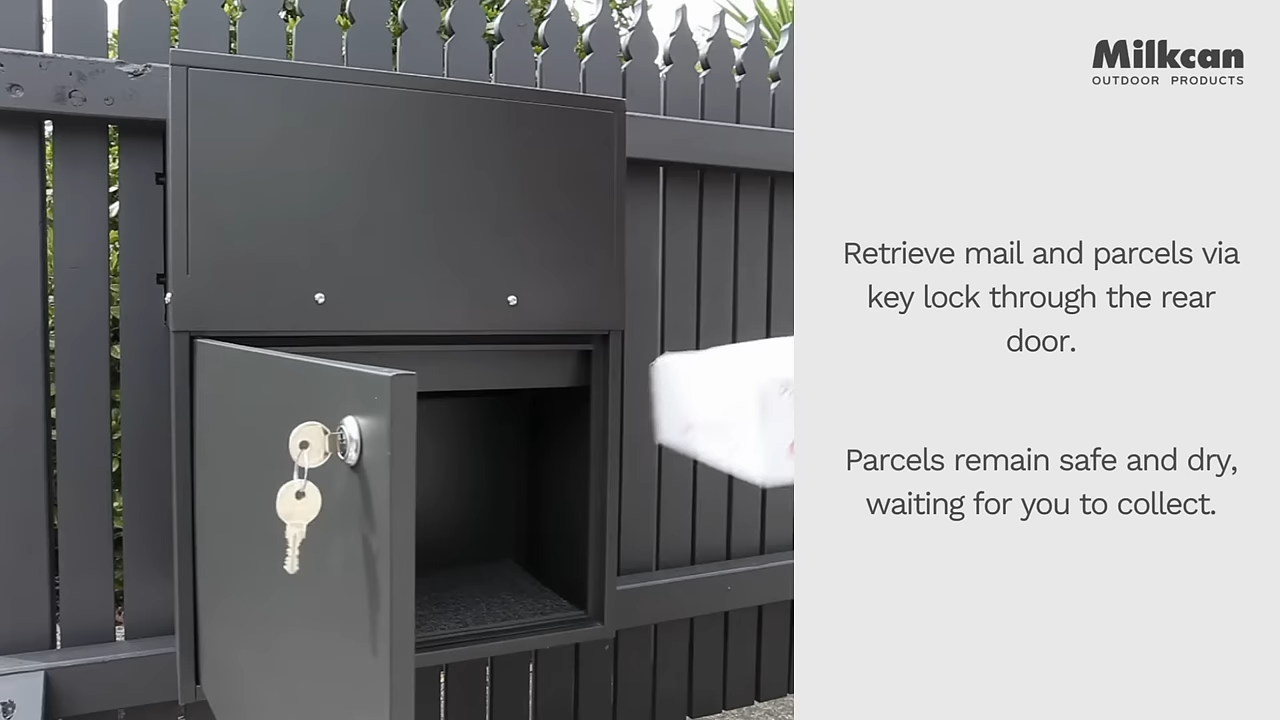 Milkcan
OUTDOOR PRODUCTS
Retrieve mail and parcels via
key lock through the rear
door.
Parcels remain safe and dry,
waiting for you to collect.